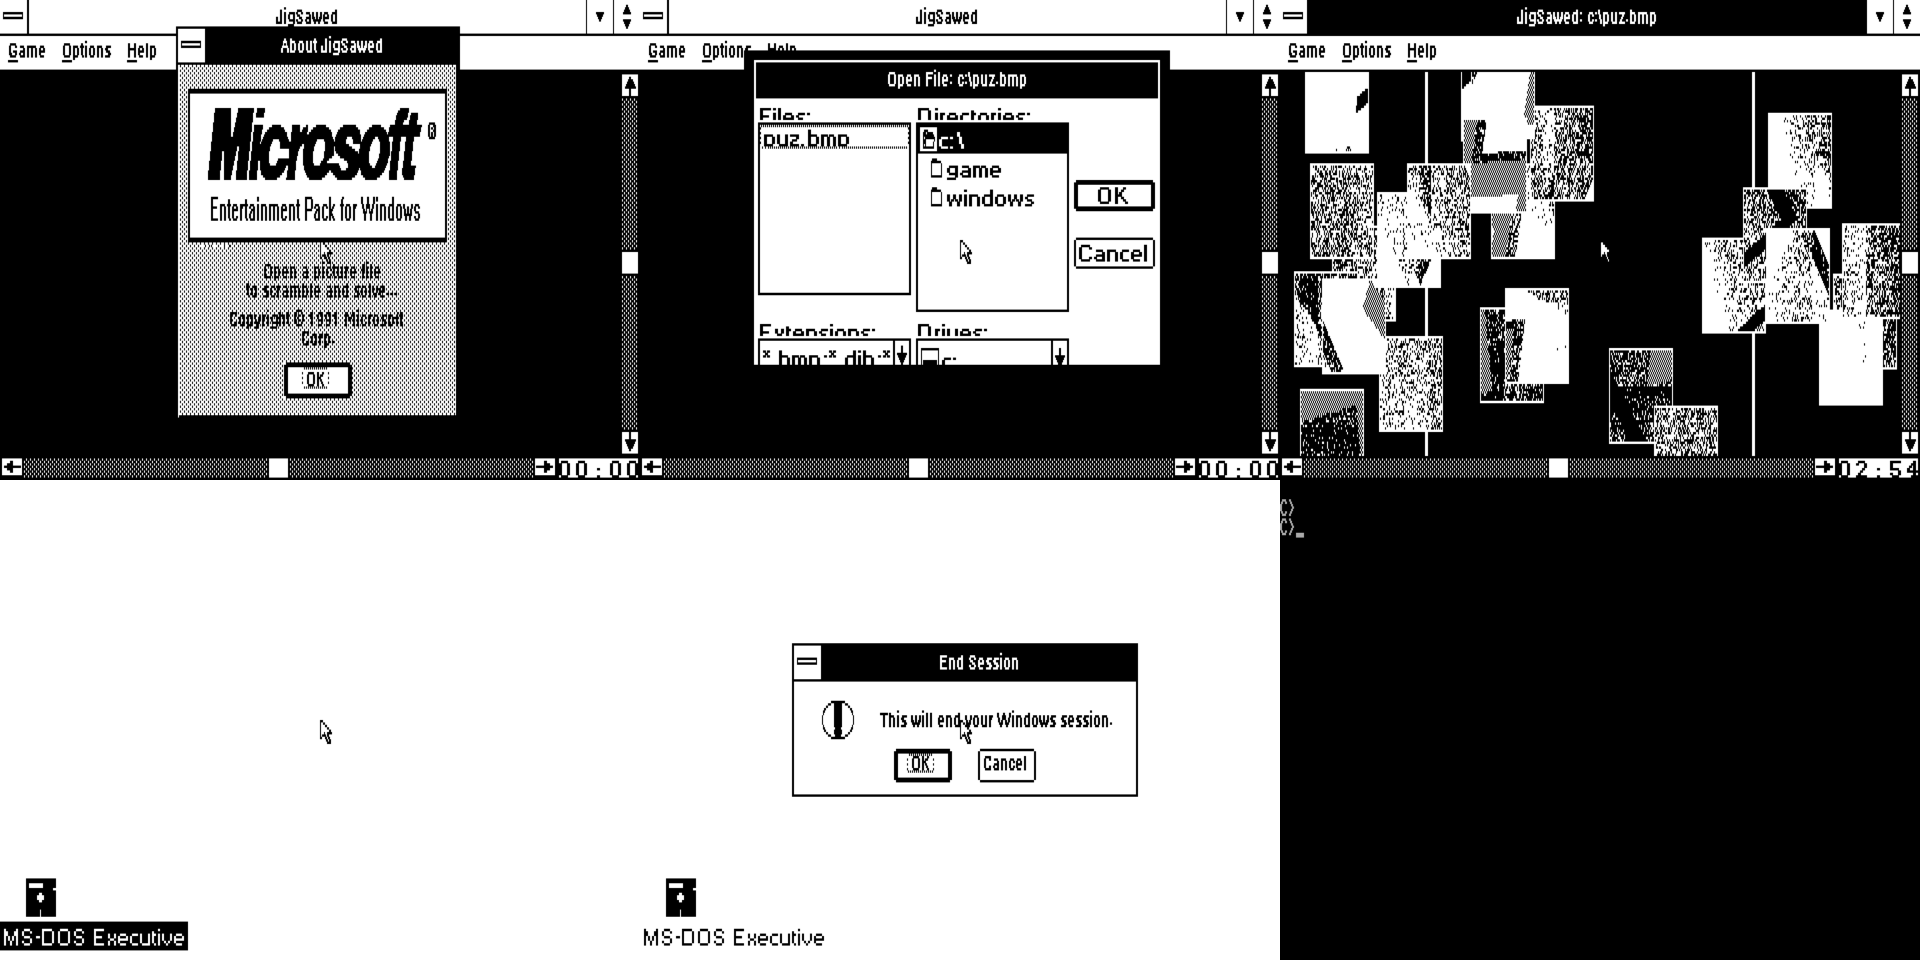 JigSawed
Game Options Help
About JigSawed
Microsoft®
Entertainment Pack for Windows
Open a picture file
to scramble and solve...
Copyright © 1991 Microsoft
Corp.
OK
00:00
JigSawed
Game Options Help
Open File: c:\puz.bmp
Files:
Directories:
puz.bmp
c:\
game
windows
OK
Cancel
Extensions:
Drives:
*.bmp;*.dib;*
c:
00:00
JigSawed: c:\puz.bmp
Game Options Help
02:54
MS-DOS Executive
End Session
This will end your Windows session.
OK Cancel
MS-DOS Executive
C>
C>_